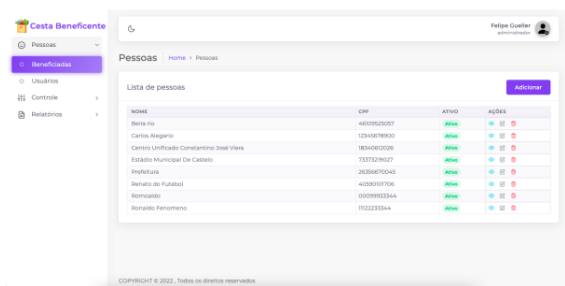 Cesta Beneficente
Felipe Gueller
administrador
Pessoas
Beneficiadas
Usuários
Controle
Relatórios
Pessoas Home > Pessoas
Lista de pessoas
Adicionar
NOME CPF ATIVO AÇÕES
Beira rio 46109525057 Ativo
Carlos Alegario 12345678900 Ativo
Centro Unificado Constantino José Viera 18340612026 Ativo
Estádio Municipal De Castelo 73373219027 Ativo
Prefeitura 26356670045 Ativo
Renato do Futabol 40590107706 Ativo
Romoaldo 00099933344 Ativo
Ronaldo Fenomeno 11122233344 Ativo
COPYRIGHT © 2022 , Todos os direitos reservados